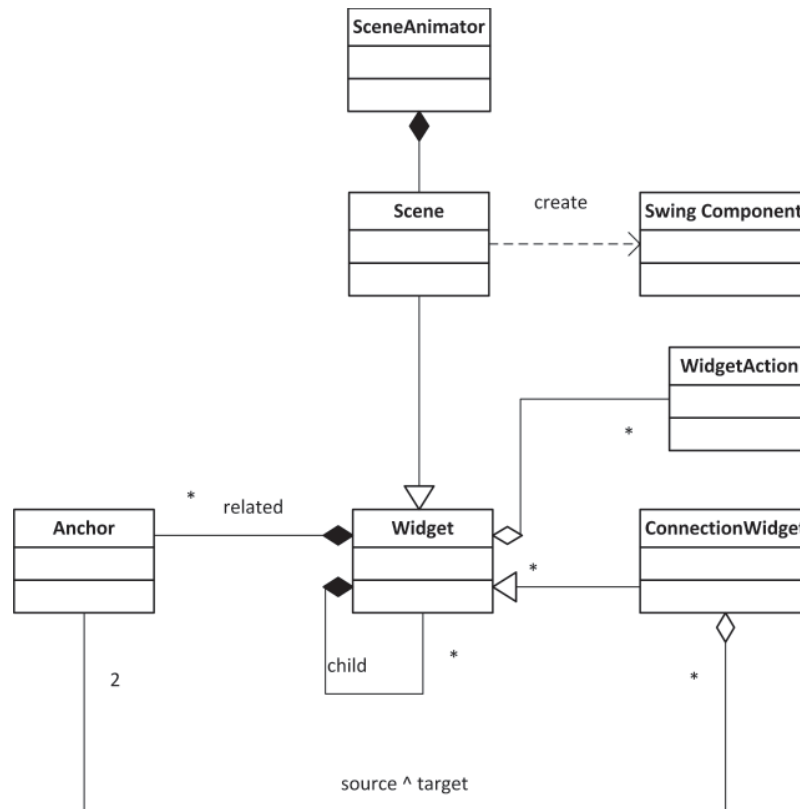 SceneAnimator
Scene
create
Swing Component
WidgetAction
*
*
related
Anchor
Widget
ConnectionWidget
*
child
*
2
*
source ^ target